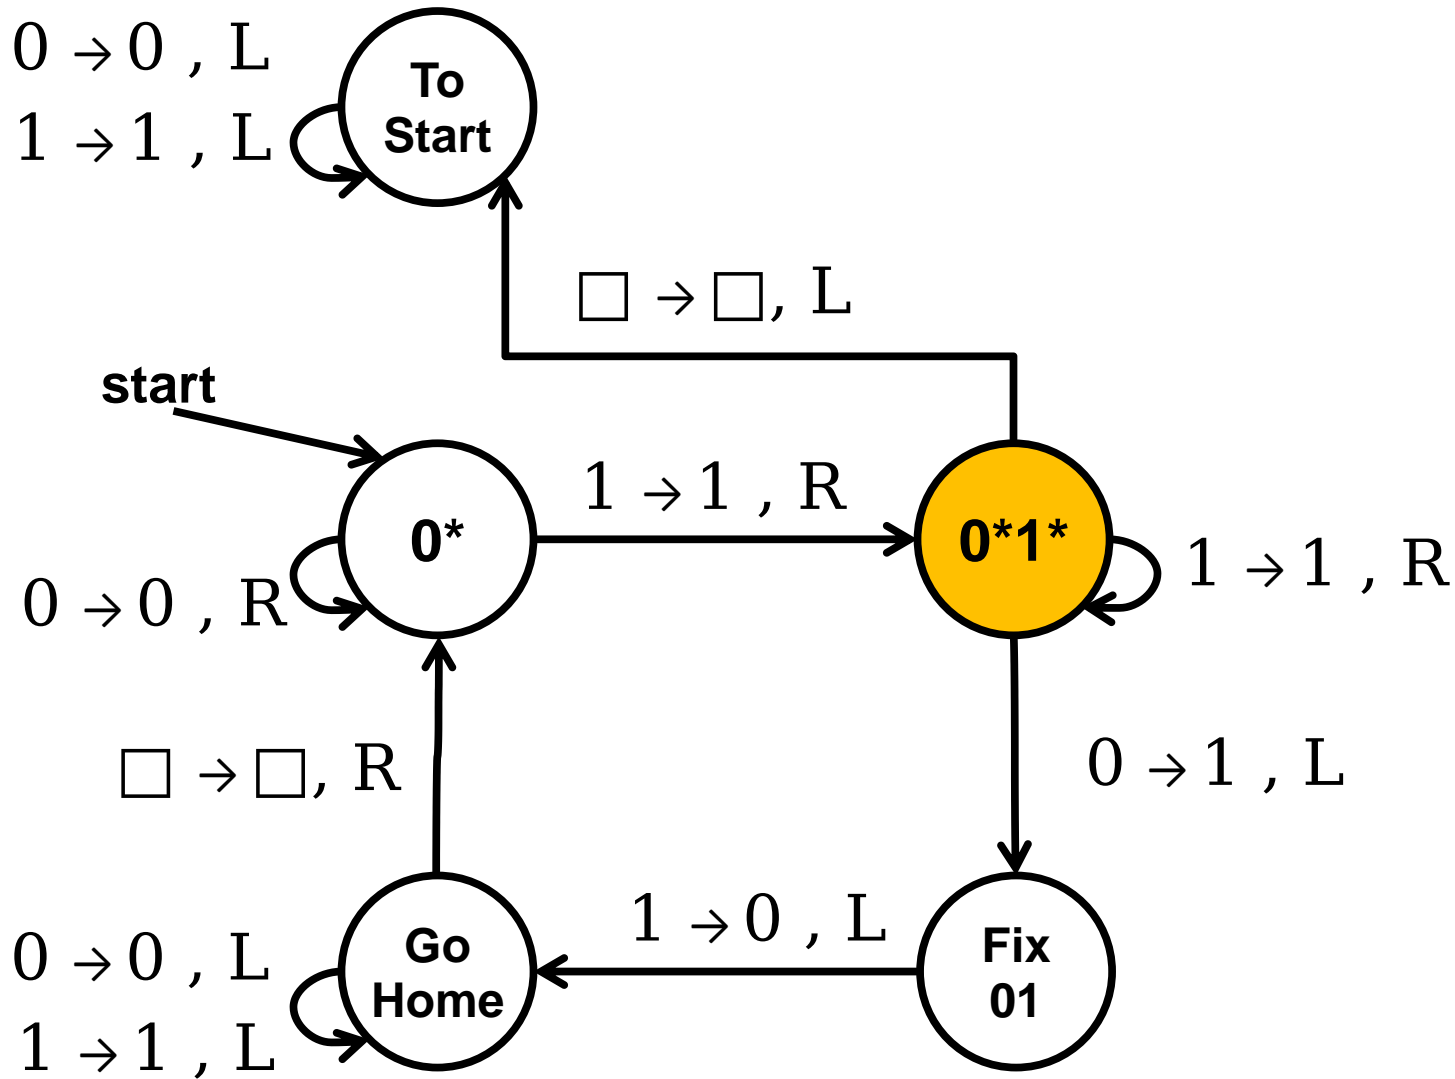 0 → 0 , L
1 → 1 , L
To
Start
□ → □, L
start
0*
1 → 1 , R
0*1*
0 → 0 , R
1 → 1 , R
□ → □, R
0 → 1 , L
0 → 0 , L
1 → 1 , L
Go
Home
1 → 0 , L
Fix
01